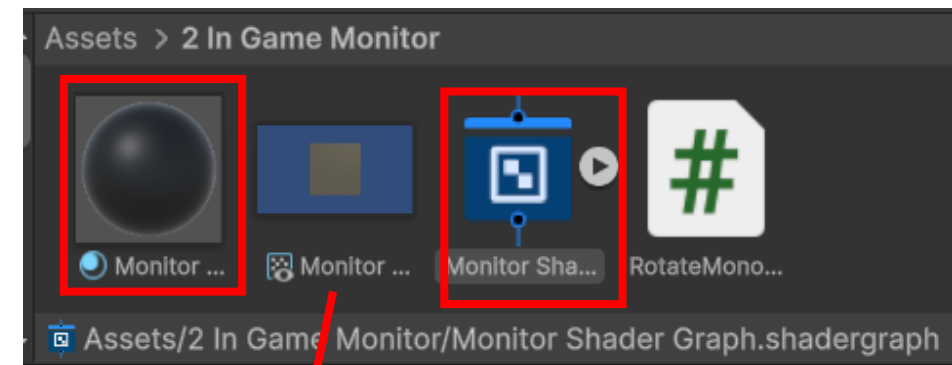 Assets > 2 In Game Monitor
#
Monitor ...
Monitor ...
Monitor Sha...
RotateMono...
Assets/2 In Game Monitor/Monitor Shader Graph.shadergraph